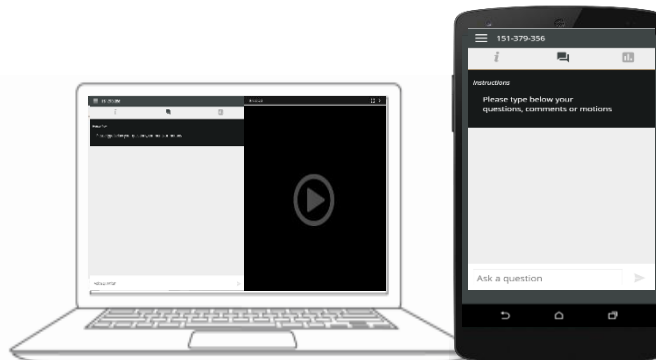 151-379-356
Instructions
Please type below your
questions, comments or motions
Ask a question